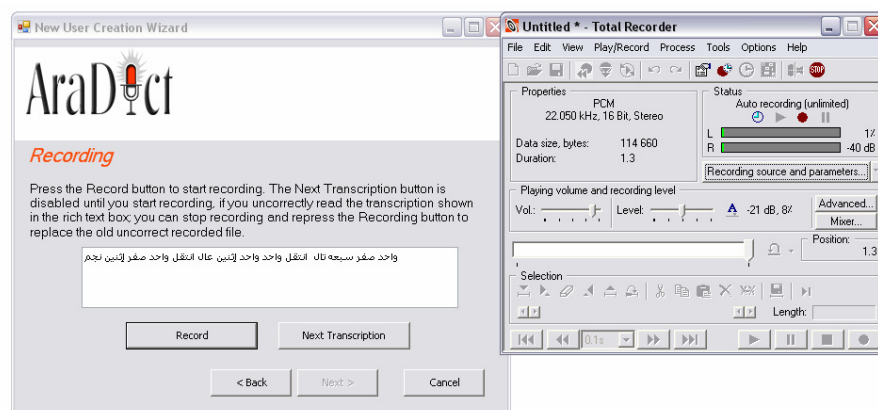 New User Creation Wizard
AraDict
Recording
Press the Record button to start recording. The Next Transcription button is
disabled until you start recording, if you uncorrectly read the transcription shown
in the rich text box; you can stop recording and repress the Recording button to
replace the old uncorrect recorded file.
واحد صفر سبعه تال انتقل واحد واحد إثنين عال انتقل واحد صفر إثنين نجم
Record
Next Transcription
< Back
Next >
Cancel
Untitled * - Total Recorder
File Edit View Play/Record Process Tools Options Help
Properties
PCM
22.050 kHz, 16 Bit, Stereo
Data size, bytes: 114 660
Duration: 1.3
Status
Auto recording (unlimited)
L 1%
R -40 dB
Recording source and parameters...
Playing volume and recording level
Vol.: Level: A -21 dB, 8%
Advanced...
Mixer...
Position:
1.3
Selection
Length:
0.1s
STOP